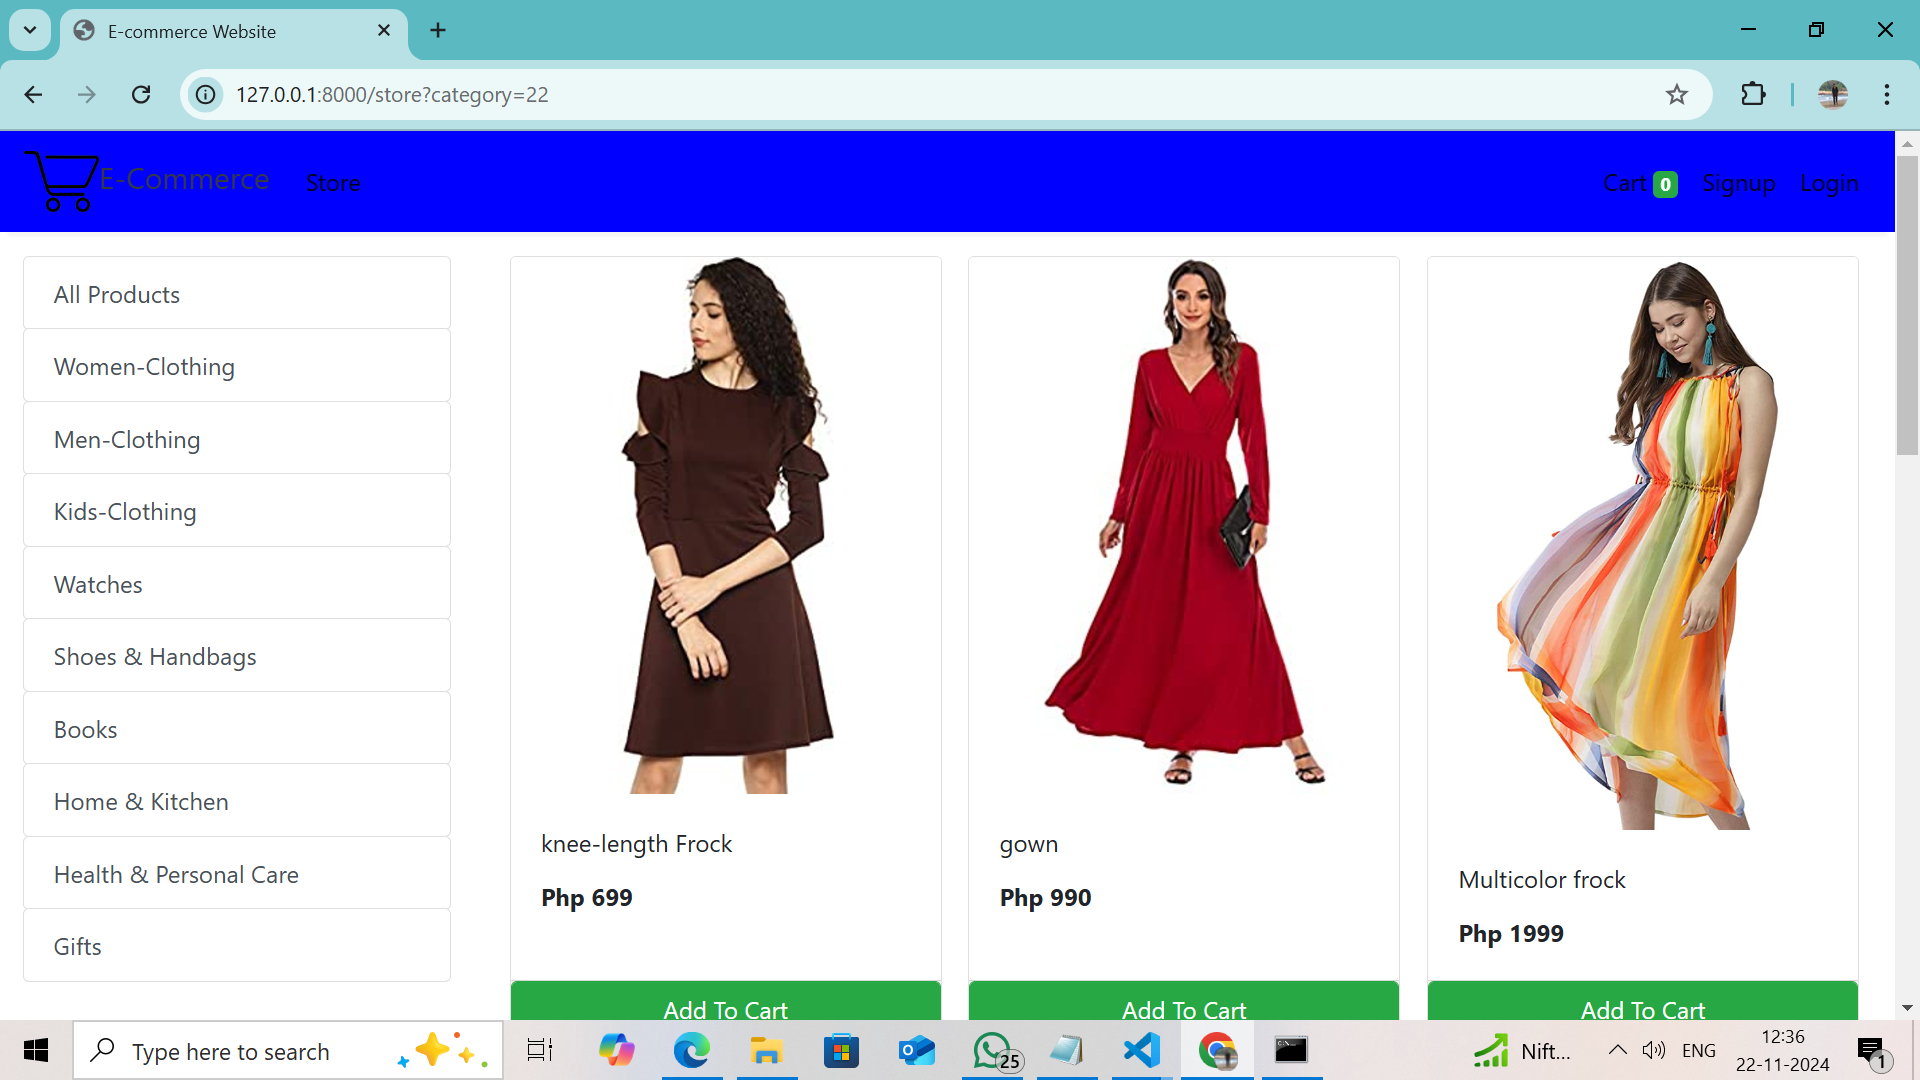 E-commerce Website
127.0.0.1:8000/store?category=22
E-Commerce
Store
Cart 0
Signup
Login
All Products
Women-Clothing
Men-Clothing
Kids-Clothing
Watches
Shoes & Handbags
Books
Home & Kitchen
Health & Personal Care
Gifts
knee-length Frock
Php 699
Add To Cart
gown
Php 990
Add To Cart
Multicolor frock
Php 1999
Add To Cart
Type here to search
25
Nift...
ENG
12:36
22-11-2024
1